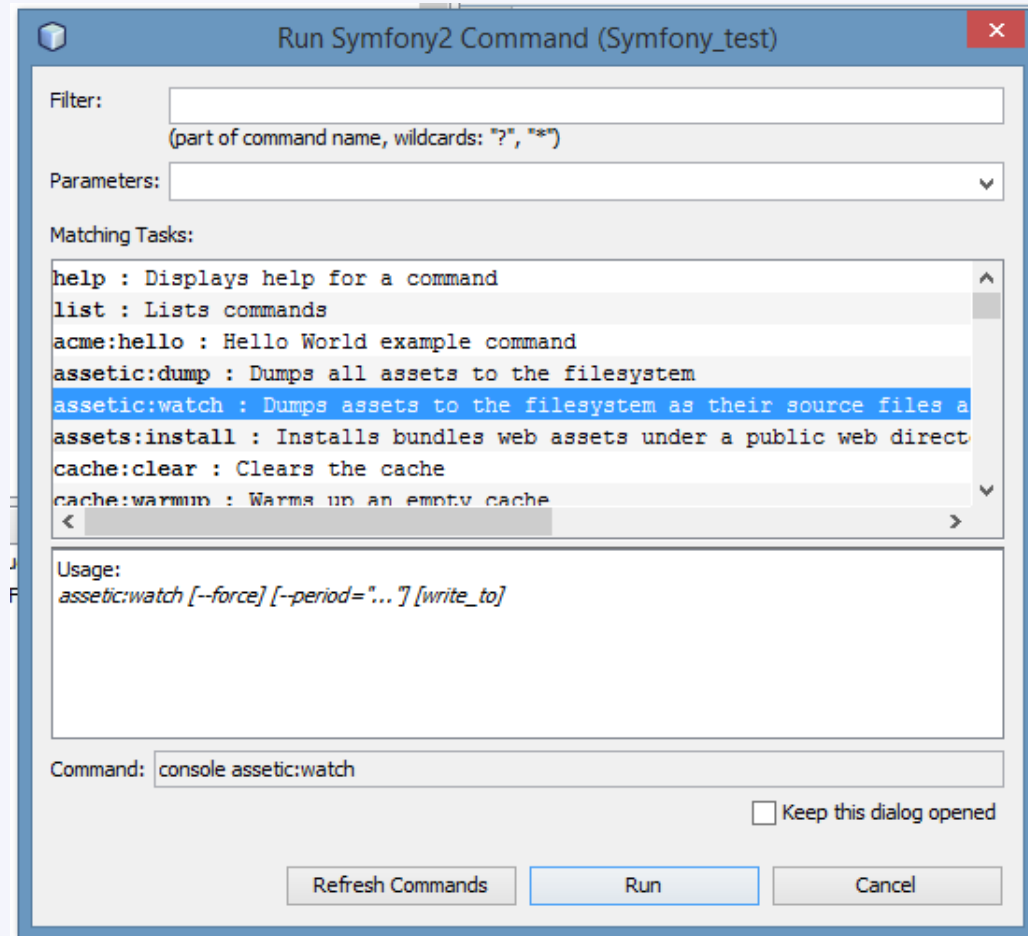 Run Symfony2 Command (Symfony_test)
Filter:
(part of command name, wildcards: "?", "*")
Parameters:
Matching Tasks:
help : Displays help for a command
list : Lists commands
acme:hello : Hello World example command
assetic:dump : Dumps all assets to the filesystem
assetic:watch : Dumps assets to the filesystem as their source files a
assets:install : Installs bundles web assets under a public web direct
cache:clear : Clears the cache
cache:warmup : Warms up an empty cache
Usage:
assetic:watch [--force] [--period="..."] [write_to]
Command: console assetic:watch
Keep this dialog opened
Refresh Commands Run Cancel